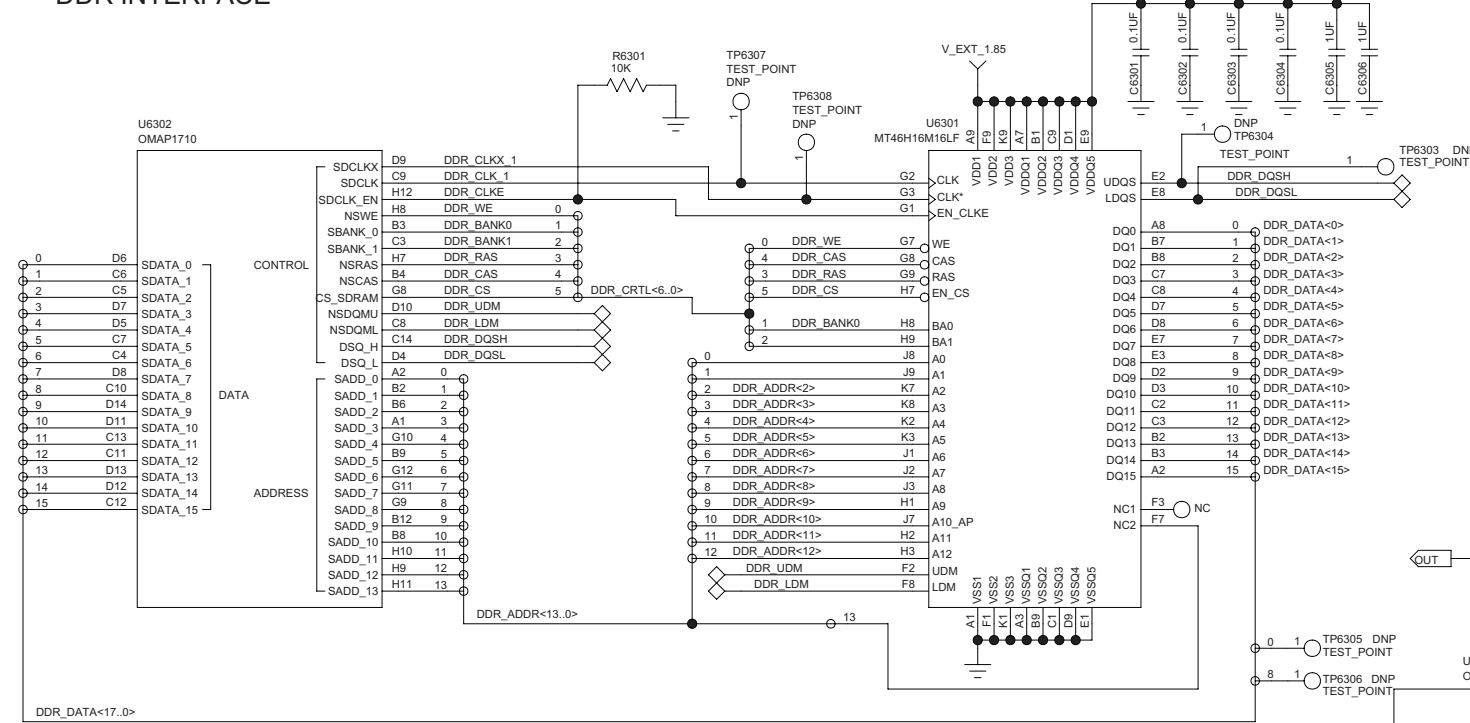 DDR INTERFACE
V_EXT_1.85
R6301
10K
TP6307
TEST_POINT
DNP
1
TP6308
TEST_POINT
DNP
1
C6301 0.1UF
C6302 0.1UF
C6303 0.1UF
C6304 0.1UF
C6305 1UF
C6306 1UF
U6302
OMAP1710
CONTROL
SDCLKX D9 DDR_CLKX_1
SDCLK C9 DDR_CLK_1
SDCLK_EN H12 DDR_CLKE
NSWE H8 DDR_WE 0
SBANK_0 B3 DDR_BANK0 1
SBANK_1 C3 DDR_BANK1 2
NSRAS H7 DDR_RAS 3
NSCAS B4 DDR_CAS 4
CS_SDRAM G8 DDR_CS 5 DDR_CRTL<6..0>
NSDQMU D10 DDR_UDM
NSDQML C8 DDR_LDM
DSQ_H C14 DDR_DQSH
DSQ_L D4 DDR_DQSL
DATA
0 D6 SDATA_0
1 C6 SDATA_1
2 C5 SDATA_2
3 D7 SDATA_3
4 D5 SDATA_4
5 C7 SDATA_5
6 C4 SDATA_6
7 D8 SDATA_7
8 C10 SDATA_8
9 D14 SDATA_9
10 D11 SDATA_10
11 C13 SDATA_11
12 C11 SDATA_12
13 D13 SDATA_13
14 D12 SDATA_14
15 C12 SDATA_15
ADDRESS
SADD_0 A2 0
SADD_1 B2 1
SADD_2 B6 2
SADD_3 A1 3
SADD_4 G10 4
SADD_5 B9 5
SADD_6 G12 6
SADD_7 G11 7
SADD_8 G9 8
SADD_9 B12 9
SADD_10 B8 10
SADD_11 H10 11
SADD_12 H9 12
SADD_13 H11 13
DDR_ADDR<13..0>
13
DDR_DATA<17..0>
U6301
MT46H16M16LF
A9 VDD1
F9 VDD2
K9 VDD3
A7 VDDQ1
B1 VDDQ2
C9 VDDQ3
D1 VDDQ4
E9 VDDQ5
G2 CLK
G3 CLK*
G1 EN_CLKE
0 DDR_WE G7 WE
4 DDR_CAS G8 CAS
3 DDR_RAS G9 RAS
5 DDR_CS H7 EN_CS
1 DDR_BANK0 H8 BA0
2 H9 BA1
0 J8 A0
1 J9 A1
2 DDR_ADDR<2> K7 A2
3 DDR_ADDR<3> K8 A3
4 DDR_ADDR<4> K2 A4
5 DDR_ADDR<5> K3 A5
6 DDR_ADDR<6> J1 A6
7 DDR_ADDR<7> J2 A7
8 DDR_ADDR<8> J3 A8
9 DDR_ADDR<9> H1 A9
10 DDR_ADDR<10> J7 A10_AP
11 DDR_ADDR<11> H2 A11
12 DDR_ADDR<12> H3 A12
DDR_UDM F2 UDM
DDR_LDM F8 LDM
VSS1 A1
VSS2 F1
VSS3 K1
VSSQ1 A3
VSSQ2 B9
VSSQ3 C1
VSSQ4 D9
VSSQ5 E1
1 DNP
TP6304
TEST_POINT
1 TP6303 DN
TEST_POINT
UDQS E2 DDR_DQSH
LDQS E8 DDR_DQSL
DQ0 A8 0 DDR_DATA<0>
DQ1 B7 1 DDR_DATA<1>
DQ2 B8 2 DDR_DATA<2>
DQ3 C7 3 DDR_DATA<3>
DQ4 C8 4 DDR_DATA<4>
DQ5 D7 5 DDR_DATA<5>
DQ6 D8 6 DDR_DATA<6>
DQ7 E7 7 DDR_DATA<7>
DQ8 E3 8 DDR_DATA<8>
DQ9 D2 9 DDR_DATA<9>
DQ10 D3 10 DDR_DATA<10>
DQ11 C2 11 DDR_DATA<11>
DQ12 C3 12 DDR_DATA<12>
DQ13 B2 13 DDR_DATA<13>
DQ14 B3 14 DDR_DATA<14>
DQ15 A2 15 DDR_DATA<15>
NC1 F3 NC
NC2 F7
OUT
0 1 TP6305 DNP
TEST_POINT
8 1 TP6306 DNP
TEST_POINT